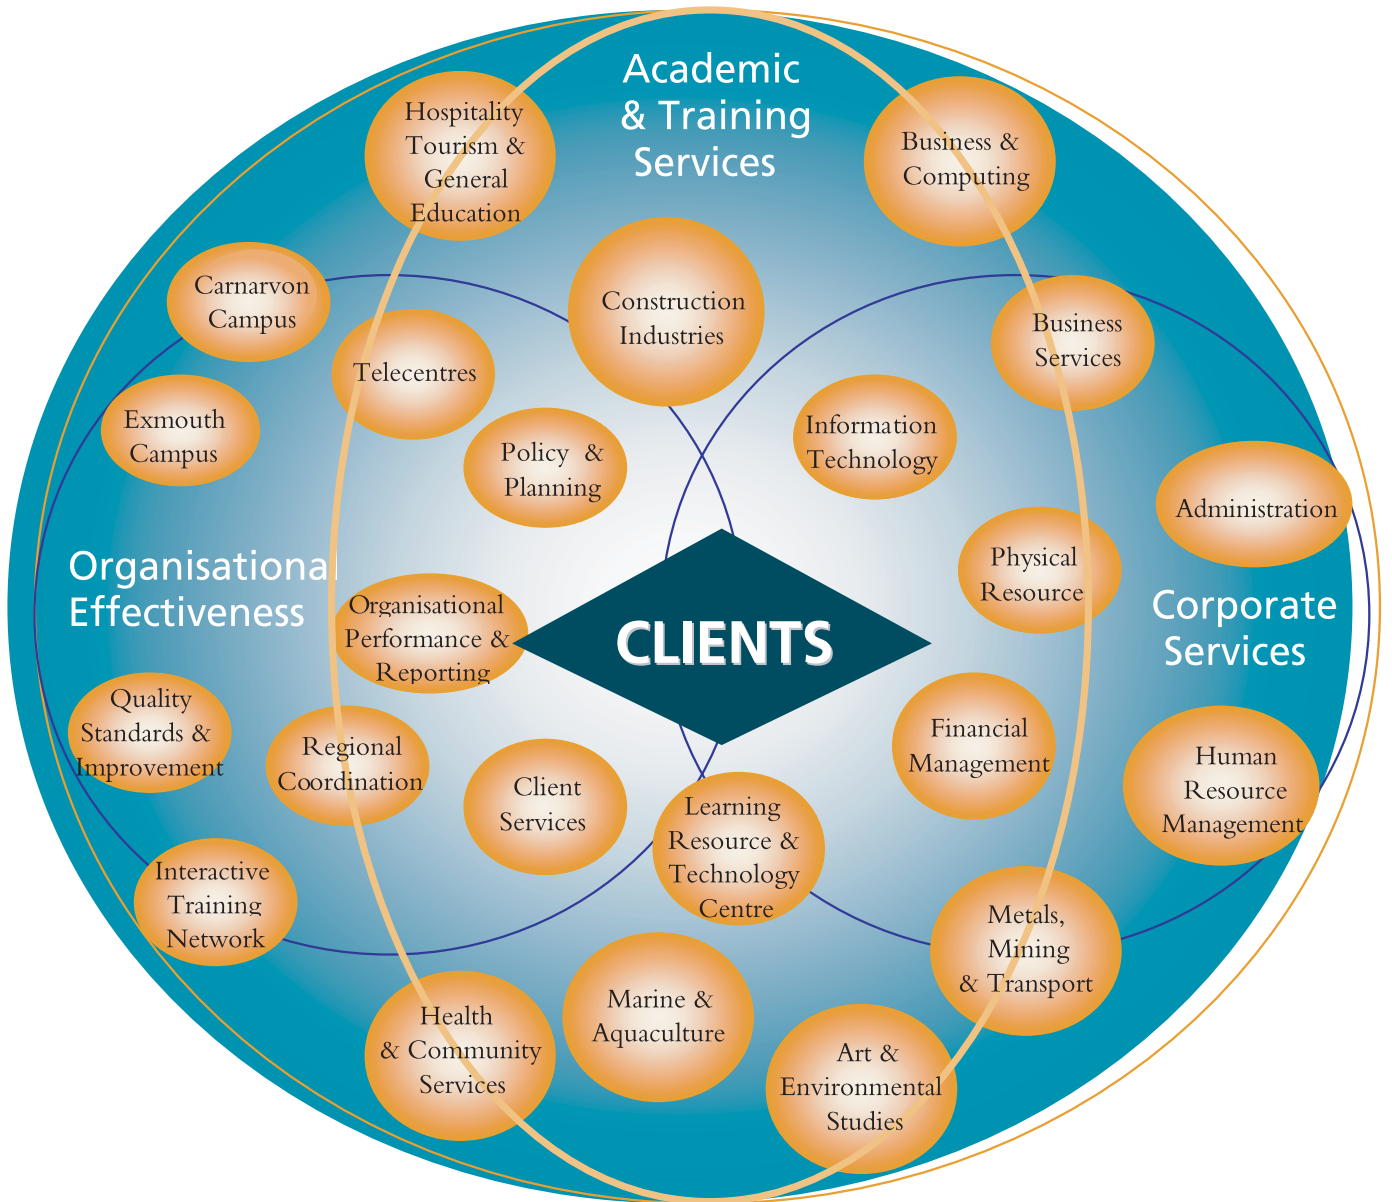 Academic
& Training
Services
Hospitality
Tourism &
General
Education
Business &
Computing
Carnarvon
Campus
Construction
Industries
Business
Services
Telecentres
Exmouth
Campus
Policy &
Planning
Information
Technology
Administration
Organisational
Effectiveness
Physical
Resource
Organisational
Performance &
Reporting
CLIENTS
Corporate
Services
Quality
Standards &
Improvement
Regional
Coordination
Client
Services
Financial
Management
Human
Resource
Management
Learning
Resource &
Technology
Centre
Interactive
Training
Network
Metals,
Mining
& Transport
Health
& Community
Services
Marine &
Aquaculture
Art &
Environmental
Studies